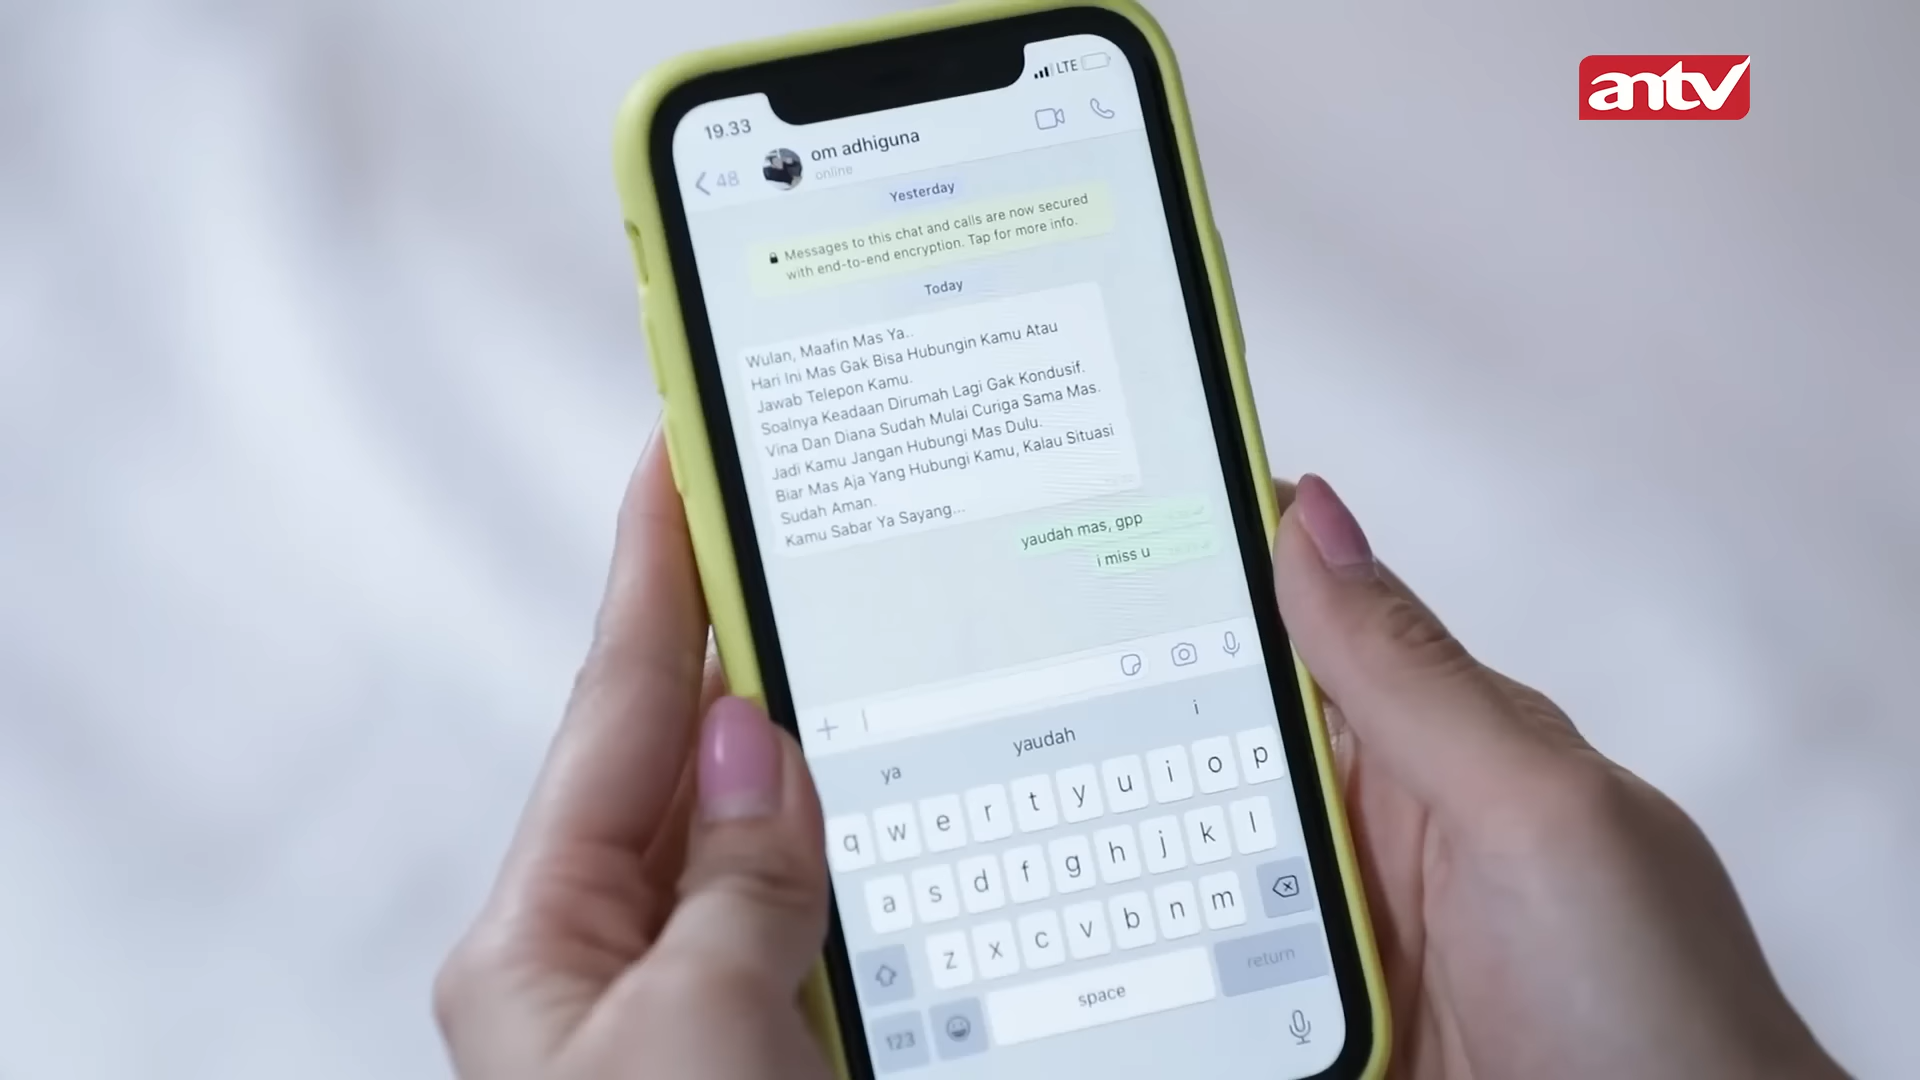 antv
19.33
LTE
48
om adhiguna
online
Yesterday
Messages to this chat and calls are now secured
with end-to-end encryption. Tap for more info.
Today
Wulan, Maafin Mas Ya..
Hari Ini Mas Gak Bisa Hubungin Kamu Atau
Jawab Telepon Kamu.
Soalnya Keadaan Dirumah Lagi Gak Kondusif.
Vina Dan Diana Sudah Mulai Curiga Sama Mas.
Jadi Kamu Jangan Hubungi Mas Dulu.
Biar Mas Aja Yang Hubungi Kamu, Kalau Situasi
Sudah Aman.
Kamu Sabar Ya Sayang...
yaudah mas, gpp
i miss u
ya yaudah i
q w e r t y u i o p
a s d f g h j k l
z x c v b n m
123 space return